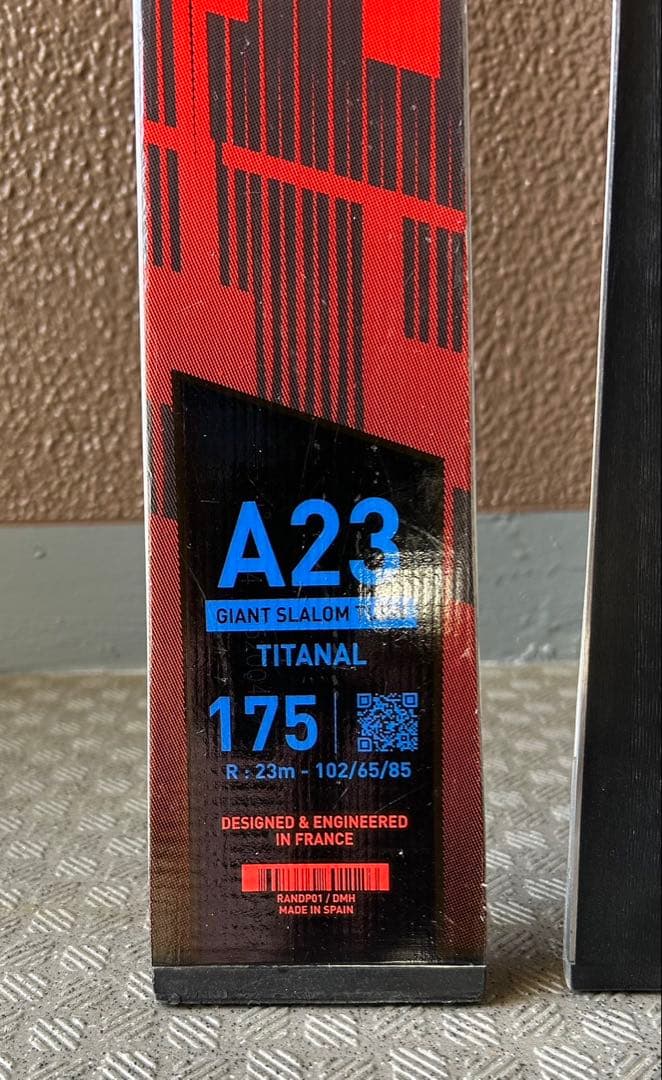 A23
GIANT SLALOM
TITANAL
175
R : 23m - 102/65/85
DESIGNED & ENGINEERED
IN FRANCE
RANDP01 / DMH
MADE IN SPAIN